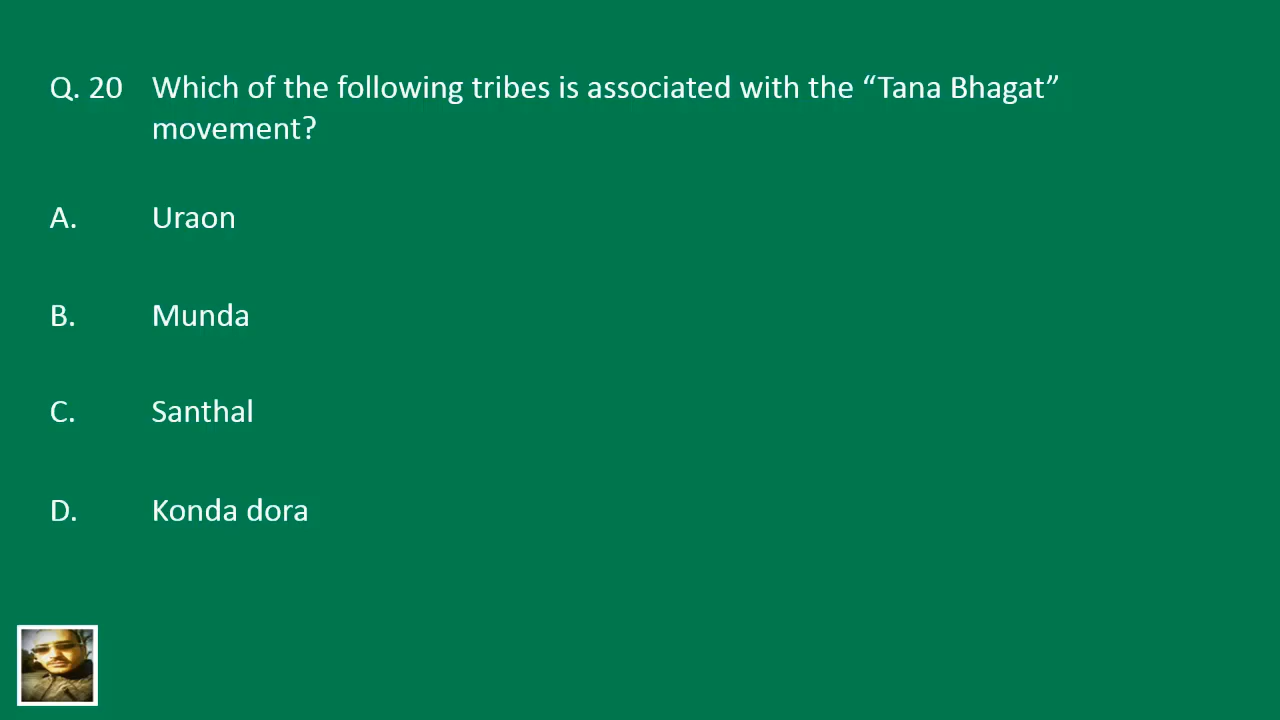 Q. 20 Which of the following tribes is associated with the “Tana Bhagat”
movement?
A. Uraon
B. Munda
C. Santhal
D. Konda dora